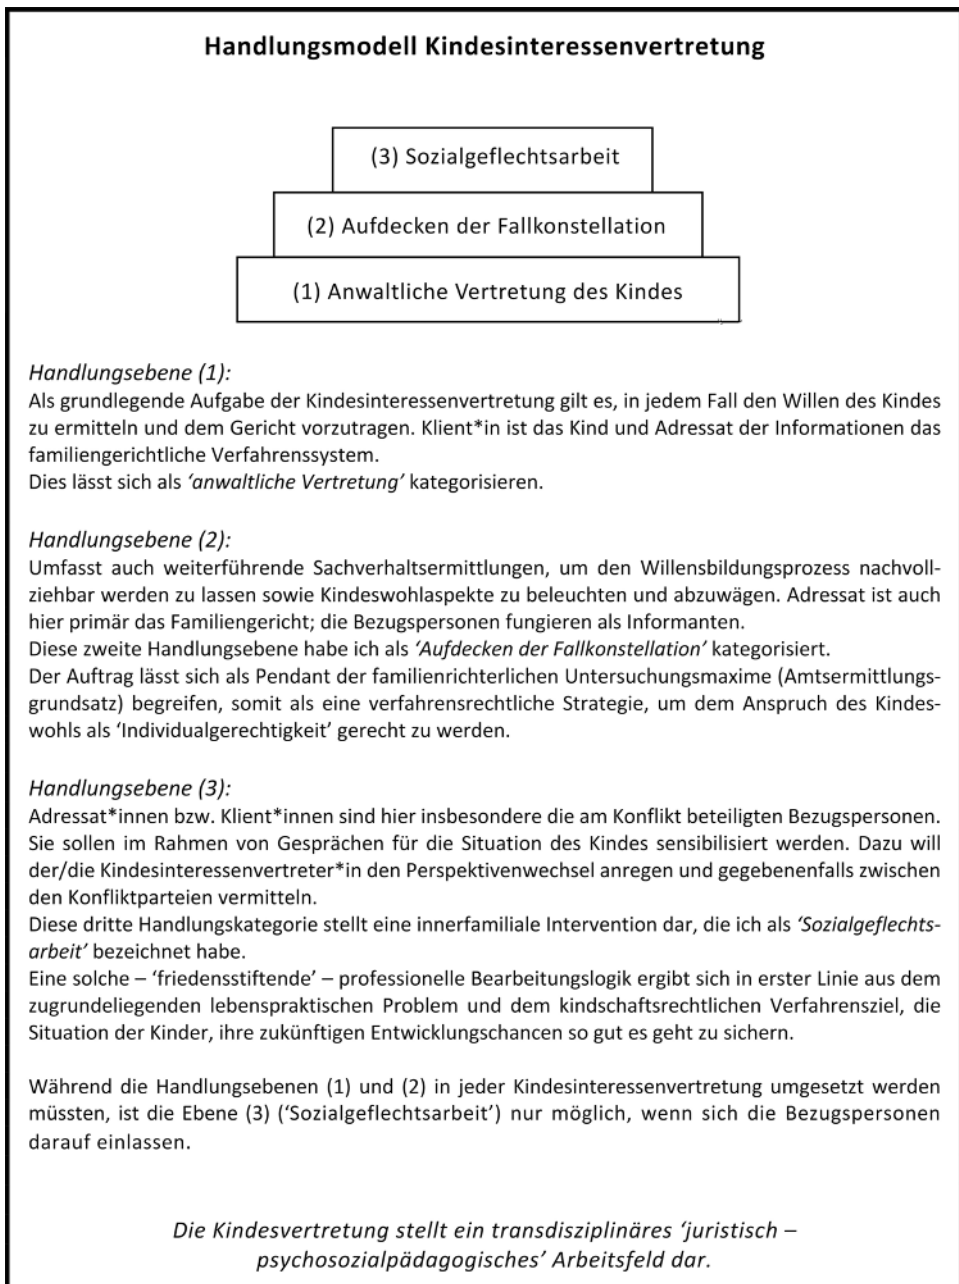 Handlungsmodell Kindesinteressenvertretung
(3) Sozialgeflechtsarbeit
(2) Aufdecken der Fallkonstellation
(1) Anwaltliche Vertretung des Kindes
Handlungsebene (1):
Als grundlegende Aufgabe der Kindesinteressenvertretung gilt es, in jedem Fall den Willen des Kindes
zu ermitteln und dem Gericht vorzutragen. Klient*in ist das Kind und Adressat der Informationen das
familiengerichtliche Verfahrenssystem.
Dies lässt sich als ‘anwaltliche Vertretung’ kategorisieren.
Handlungsebene (2):
Umfasst auch weiterführende Sachverhaltsermittlungen, um den Willensbildungsprozess nachvoll-
ziehbar werden zu lassen sowie Kindeswohlaspekte zu beleuchten und abzuwägen. Adressat ist auch
hier primär das Familiengericht; die Bezugspersonen fungieren als Informanten.
Diese zweite Handlungsebene habe ich als ‘Aufdecken der Fallkonstellation’ kategorisiert.
Der Auftrag lässt sich als Pendant der familienrichterlichen Untersuchungsmaxime (Amtsermittlungs-
grundsatz) begreifen, somit als eine verfahrensrechtliche Strategie, um dem Anspruch des Kindes-
wohls als ‘Individualgerechtigkeit’ gerecht zu werden.
Handlungsebene (3):
Adressat*innen bzw. Klient*innen sind hier insbesondere die am Konflikt beteiligten Bezugspersonen.
Sie sollen im Rahmen von Gesprächen für die Situation des Kindes sensibilisiert werden. Dazu will
der/die Kindesinteressenvertreter*in den Perspektivenwechsel anregen und gegebenenfalls zwischen
den Konfliktparteien vermitteln.
Diese dritte Handlungskategorie stellt eine innerfamiliale Intervention dar, die ich als ‘Sozialgeflechts-
arbeit’ bezeichnet habe.
Eine solche – ‘friedensstiftende’ – professionelle Bearbeitungslogik ergibt sich in erster Linie aus dem
zugrundeliegenden lebenspraktischen Problem und dem kindschaftsrechtlichen Verfahrensziel, die
Situation der Kinder, ihre zukünftigen Entwicklungschancen so gut es geht zu sichern.
Während die Handlungsebenen (1) und (2) in jeder Kindesinteressenvertretung umgesetzt werden
müssten, ist die Ebene (3) (‘Sozialgeflechtsarbeit’) nur möglich, wenn sich die Bezugspersonen
darauf einlassen.
Die Kindesvertretung stellt ein transdisziplinäres ‘juristisch –
psychosozialpädagogisches’ Arbeitsfeld dar.